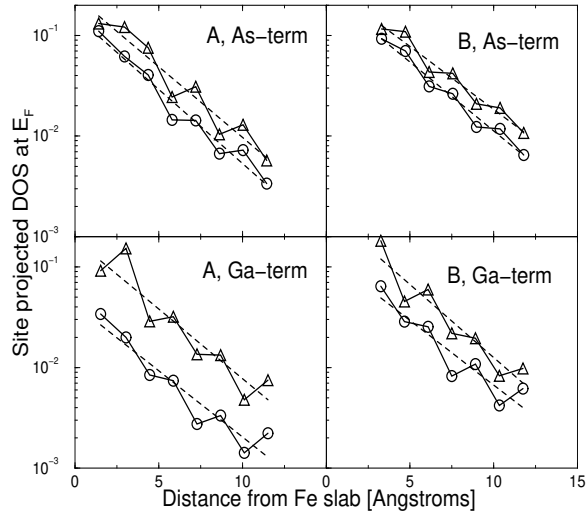 A, As−term
B, As−term
10⁻¹
10⁻²
10⁻³
Site projected DOS at E_F
A, Ga−term
B, Ga−term
10⁻¹
10⁻²
10⁻³
0 5 10 0 5 10 15
Distance from Fe slab [Angstroms]